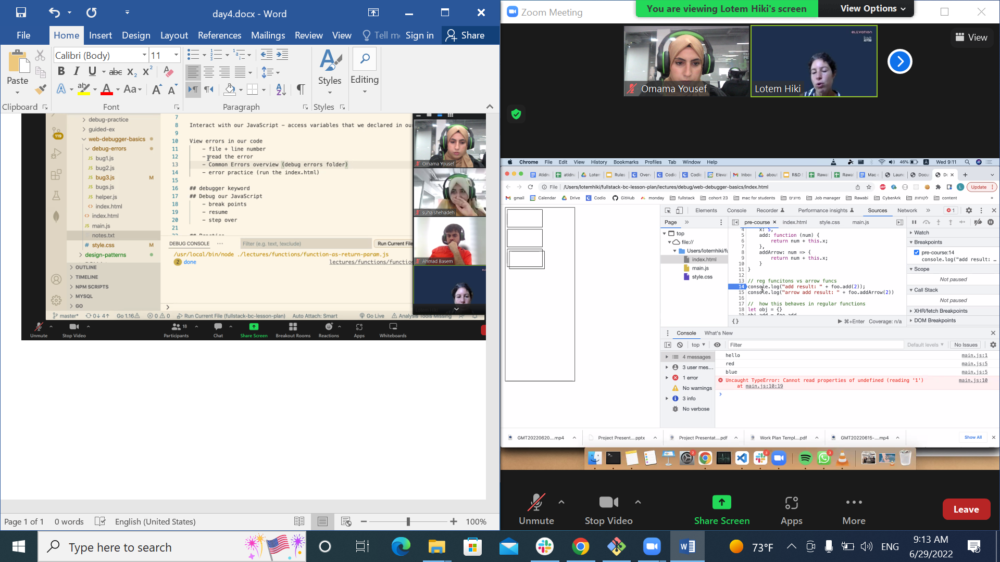 day4.docx - Word
File
Home
Insert
Design
Layout
References
Mailings
Review
View
Tell me
Sign in
Share
Calibri (Body)
11
Paste
Styles
Editing
Clipboard
Font
Paragraph
Styles
debug-practice
guided-ex
web-debugger-basics
debug-errors
bug1.js
bug2.js
bug3.js M
bugs.js
helper.js
index.html
index.html
main.js
notes.txt
style.css M
design-patterns
OUTLINE
TIMELINE
NPM SCRIPTS
MYSQL
GO
119
7
8 Interact with our JavaScript - access variables that we declared in ou
9
10 View errors in our code
11 - file + line number
12 - read the error
13 - Common Errors overview (debug errors folder)
14 - error practice (run the index.html)
15
16 ## debugger keyword
17 ## Debug our JavaScript
18 - break points
19 - resume
20 - step over
21
DEBUG CONSOLE
Filter (e.g. text, !exclude)
Run Current File
/usr/local/bin/node ./lectures/functions/function-as-return-param.js
2 done
lectures/functions/function
master* 0↓ 4↑ Go 1.16 0 0 Run Current File (fullstack-bc-lesson-plan) Auto Attach: Smart Go Live Analysis Tools Missing
Omama Yousef
suha shehadeh
Ahmad Basem
Unmute
Stop Video
Participants 18
Chat
Share Screen
Breakout Rooms
Reactions
Apps
Whiteboards
Page 1 of 1
0 words
English (United States)
100%
Zoom Meeting
You are viewing Lotem Hiki's screen
View Options
View
Omama Yousef
Lotem Hiki
ELEVATION
Chrome File Edit View History Bookmarks Profiles Tab Window Help
46%
Wed 9:11
File /Users/lotemhiki/fullstack-bc-lesson-plan/lectures/debug/web-debugger-basics/index.html
Update
gmail Calendar Drive Codio GitHub monday fullstack cohort 23 mac for students מיונים Job manager Rawabi CyberArk לקוחות content
Elements Console Recorder Performance insights Sources Network 1
Page
pre-course index.html style.css main.js
top
file://
Users/lotemhiki/fu
index.html
main.js
style.css
4 x: 5,
5 add: function (num) {
6 return num + this.x;
7 },
8 addArrow: num => {
9 return num + this.x;
10 }
11 }
12
13 // reg funcitons vs arrow funcs
14 console.log("add result: " + foo.add(2));
15 console.log("arrow add result: " + foo.addArrow(2))
16
17 // how this behaves in regular functions
18 let obj = {}
19 obj.add = foo.add
{} ⌘+Enter Coverage: n/a
Watch
Breakpoints
pre-course:14
console.log("add result: …
Scope
Not paused
Call Stack
Not paused
XHR/fetch Breakpoints
DOM Breakpoints
Console What's New
top Filter Default levels No Issues
4 messages
3 user mes...
1 error
No warnings
3 info
No verbose
hello main.js:1
red main.js:5
blue main.js:5
Uncaught TypeError: Cannot read properties of undefined (reading '1') main.js:10
at main.js:10:19
GMT20220620....mp4
Project Present....pptx
Project Presentat....pdf
Work Plan Templ....pdf
GMT20220615-....mp4
Show All
Unmute
Stop Video
Share Screen
Apps
More
Leave
Type here to search
73°F
ENG
9:13 AM
6/29/2022